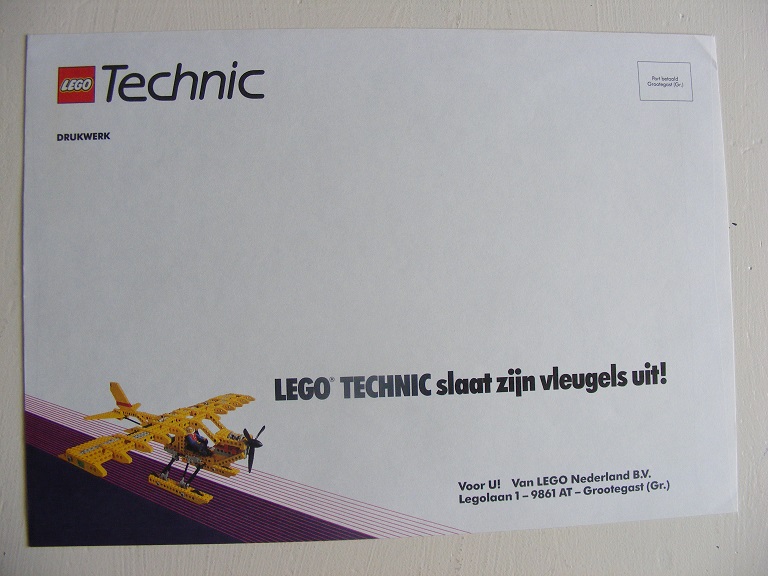 LEGO Technic
Port betaald
Grootegast (Gr.)
DRUKWERK
LEGO® TECHNIC slaat zijn vleugels uit!
Voor U! Van LEGO Nederland B.V.
Legolaan 1 – 9861 AT – Grootegast (Gr.)